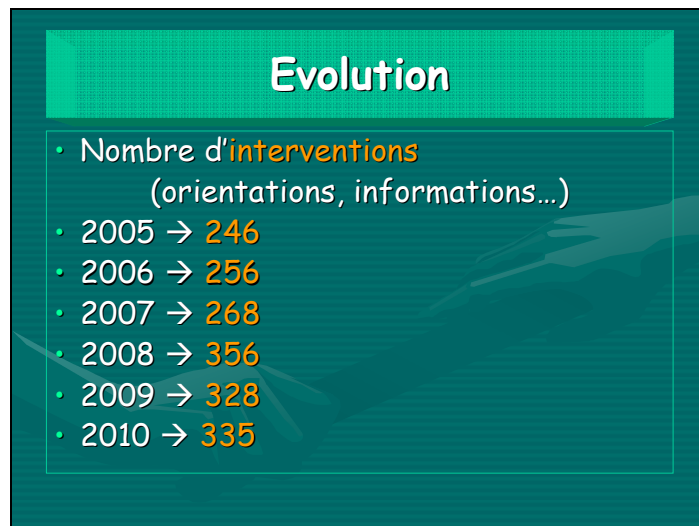 Evolution
• Nombre d'interventions
(orientations, informations…)
• 2005 → 246
• 2006 → 256
• 2007 → 268
• 2008 → 356
• 2009 → 328
• 2010 → 335